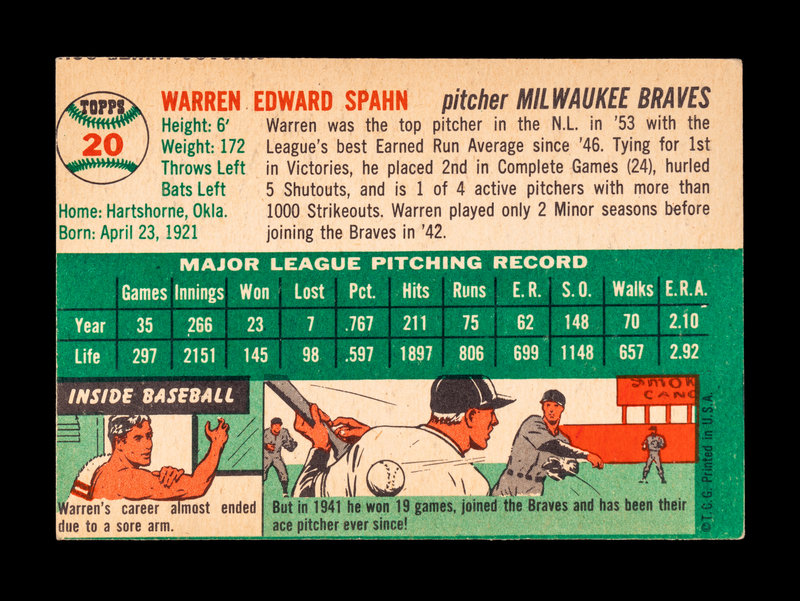 TOPPS
20
WARREN EDWARD SPAHN pitcher MILWAUKEE BRAVES
Height: 6'
Weight: 172
Throws Left
Bats Left
Home: Hartshorne, Okla.
Born: April 23, 1921
Warren was the top pitcher in the N.L. in '53 with the
League's best Earned Run Average since '46. Tying for 1st
in Victories, he placed 2nd in Complete Games (24), hurled
5 Shutouts, and is 1 of 4 active pitchers with more than
1000 Strikeouts. Warren played only 2 Minor seasons before
joining the Braves in '42.
MAJOR LEAGUE PITCHING RECORD
Games Innings Won Lost Pct. Hits Runs E.R. S.O. Walks E.R.A.
Year 35 266 23 7 .767 211 75 62 148 70 2.10
Life 297 2151 145 98 .597 1897 806 699 1148 657 2.92
INSIDE BASEBALL
Warren's career almost ended
due to a sore arm.
SMOK
CANC
But in 1941 he won 19 games, joined the Braves and has been their
ace pitcher ever since!
©T.C.G. Printed in U.S.A.